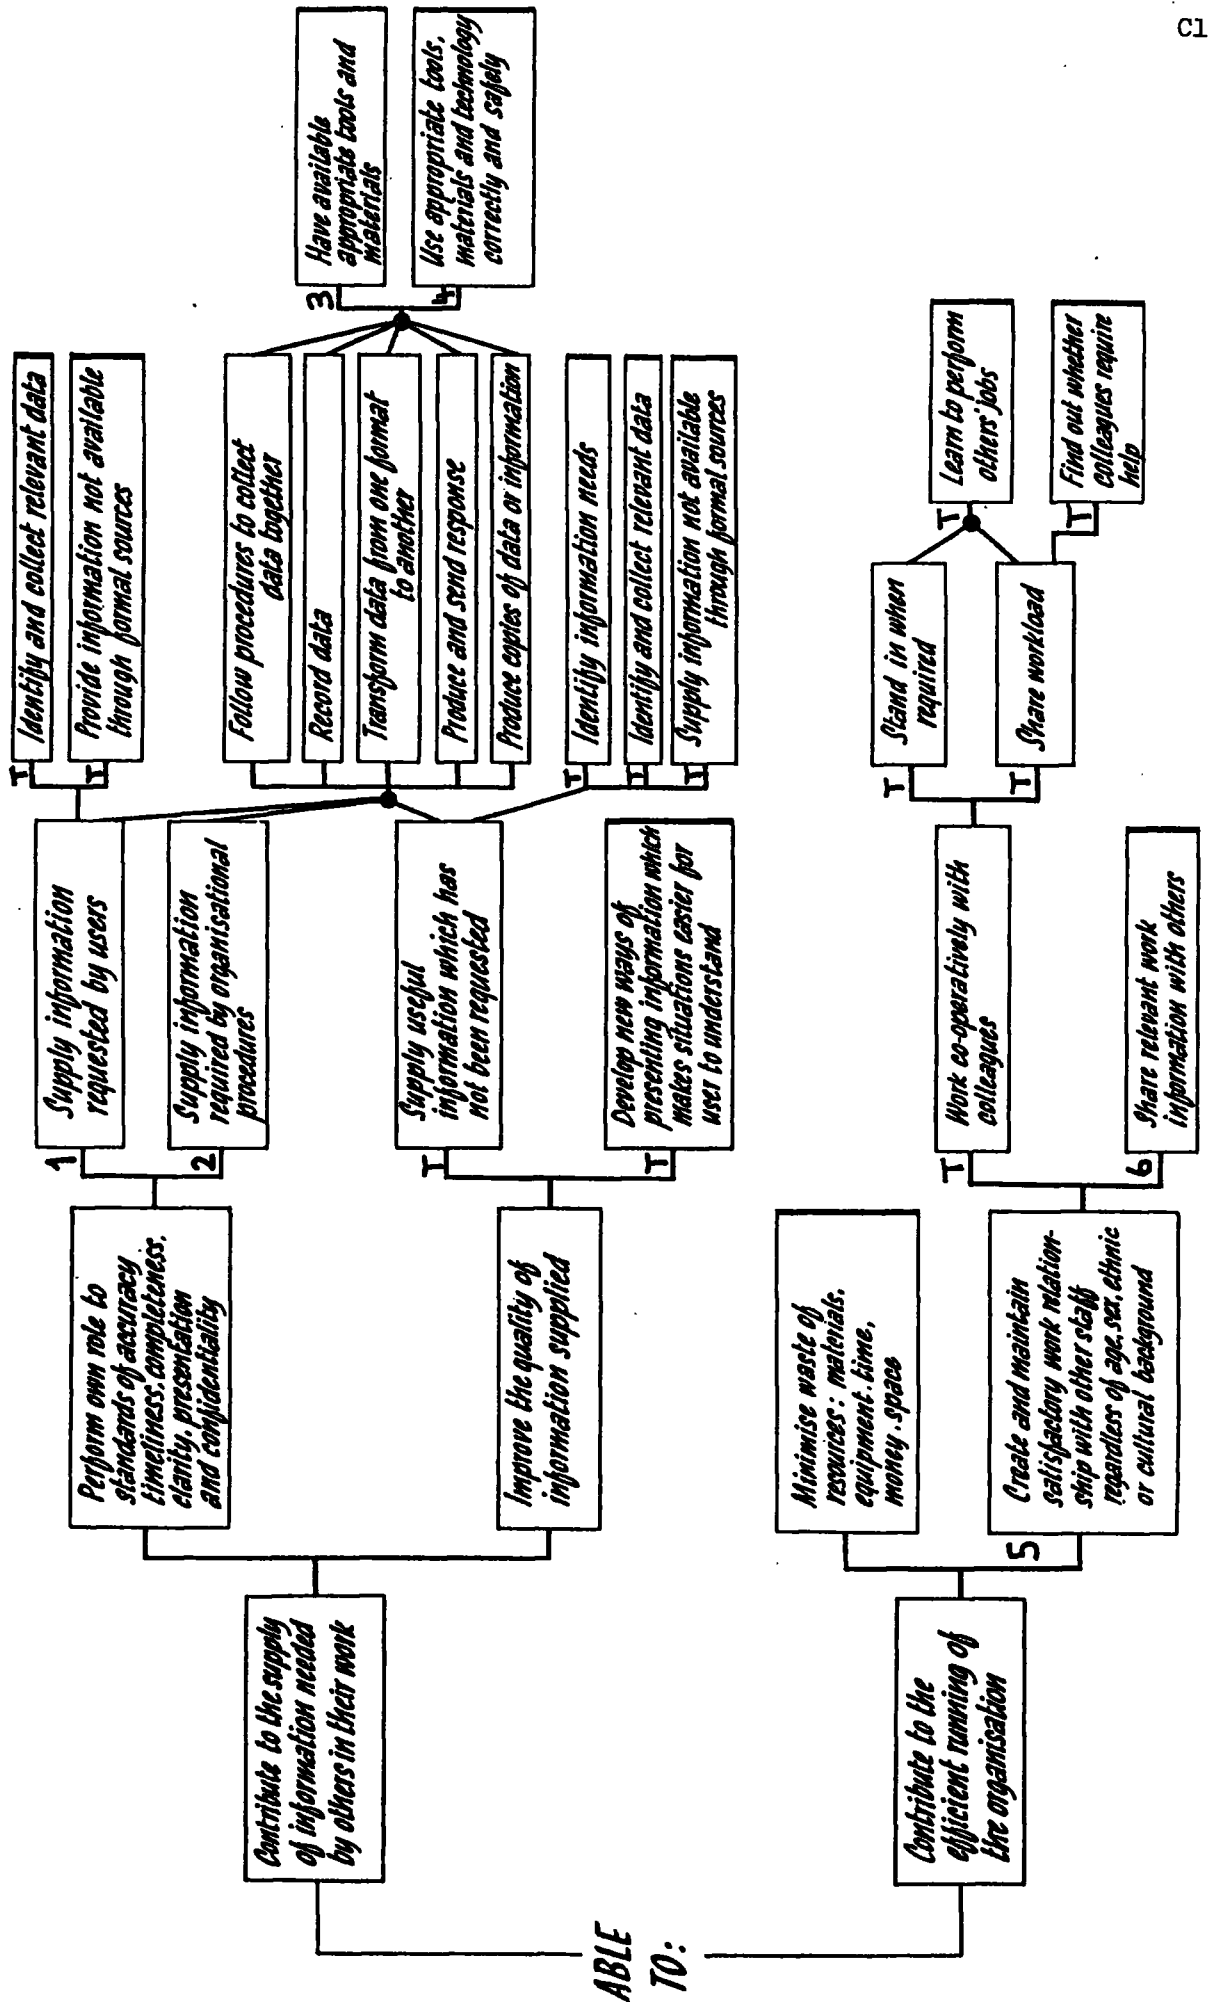 C1
ABLE
TO:
Contribute to the supply
of information needed
by others in their work
Perform own role to
standards of accuracy
timeliness, completeness,
clarity, presentation
and confidentiality
1
Supply information
requested by users
T
Identify and collect relevant data
T
Provide information not available
through formal sources
2
Supply information
required by organisational
procedures
Follow procedures to collect
data together
Record data
Transform data from one format
to another
Produce and send response
Produce copies of data or information
3
Have available
appropriate tools and
materials
4
Use appropriate tools,
materials and technology
correctly and safely
Improve the quality of
information supplied
T
Supply useful
information which has
not been requested
T
Identify information needs
T
Identify and collect relevant data
T
Supply information not available
through formal sources
T
Develop new ways of
presenting information which
makes situations easier for
user to understand
Contribute to the
efficient running of
the organisation
Minimise waste of
resources: materials,
equipment, time,
money, space
5
Create and maintain
satisfactory work relation-
ship with other staff
regardless of age, sex, ethnic
or cultural background
T
Work co-operatively with
colleagues
T
Stand in when
required
T
Share workload
T
Learn to perform
others' jobs
T
Find out whether
colleagues require
help
6
Share relevant work
information with others